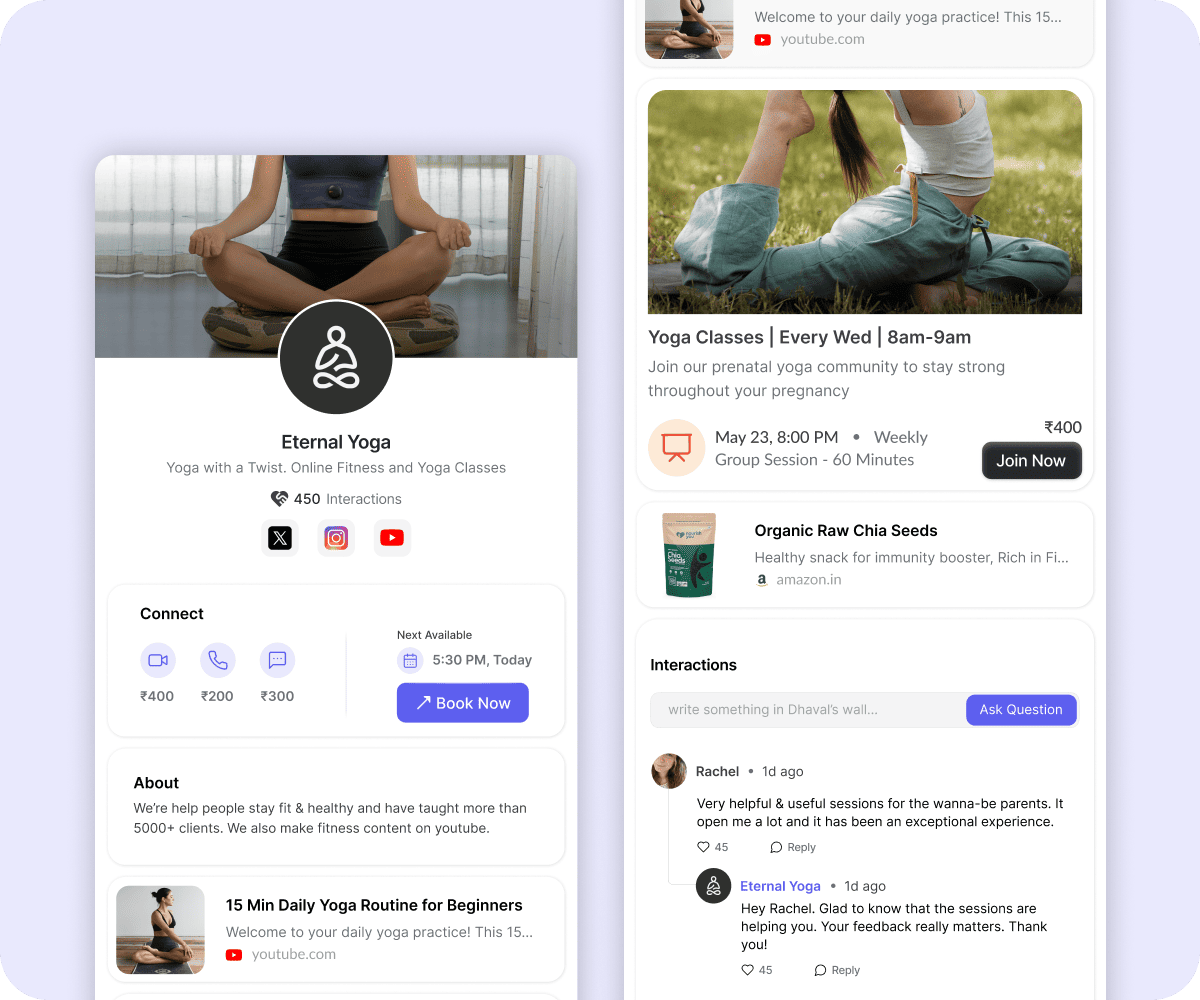 Eternal Yoga
Yoga with a Twist. Online Fitness and Yoga Classes
450 Interactions
Connect
₹400 ₹200 ₹300
Next Available
5:30 PM, Today
Book Now
About
We’re help people stay fit & healthy and have taught more than
5000+ clients. We also make fitness content on youtube.
15 Min Daily Yoga Routine for Beginners
Welcome to your daily yoga practice! This 15...
youtube.com
Welcome to your daily yoga practice! This 15...
youtube.com
Yoga Classes | Every Wed | 8am-9am
Join our prenatal yoga community to stay strong
throughout your pregnancy
May 23, 8:00 PM • Weekly
Group Session - 60 Minutes
₹400
Join Now
Chia
Seeds
Organic Raw Chia Seeds
Healthy snack for immunity booster, Rich in Fi...
amazon.in
Interactions
write something in Dhaval’s wall...
Ask Question
Rachel • 1d ago
Very helpful & useful sessions for the wanna-be parents. It
open me a lot and it has been an exceptional experience.
45 Reply
Eternal Yoga • 1d ago
Hey Rachel. Glad to know that the sessions are
helping you. Your feedback really matters. Thank
you!
45 Reply